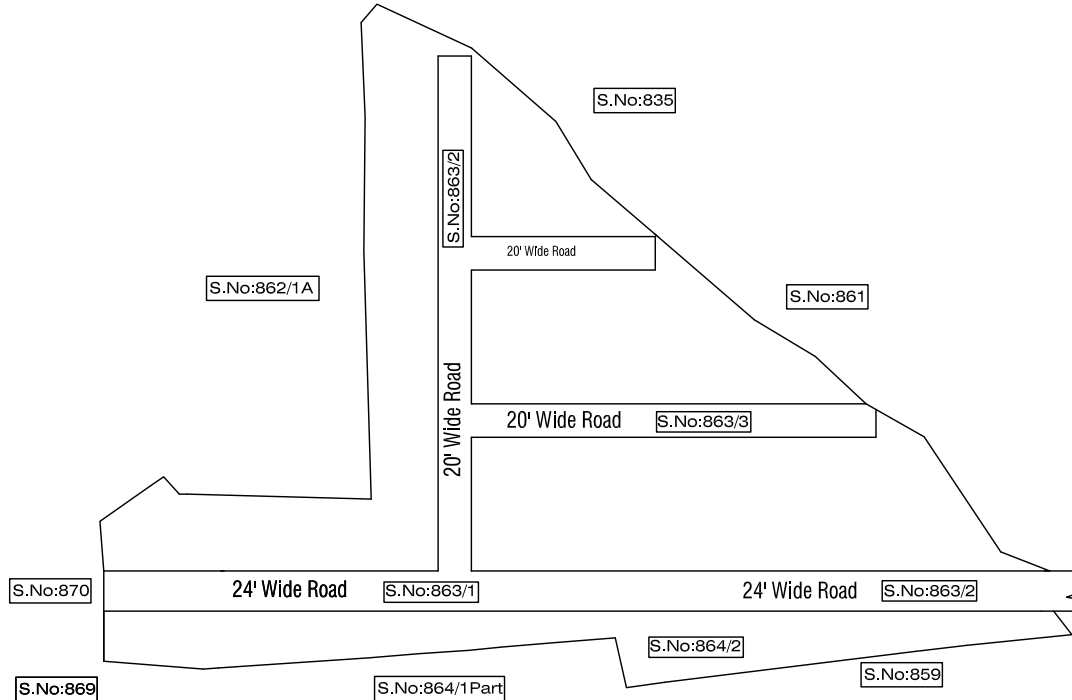 S.No:835
S.No:863/2
20' Wide Road
S.No:862/1A
S.No:861
20' Wide Road
20' Wide Road
S.No:863/3
S.No:870
24' Wide Road
S.No:863/1
24' Wide Road
S.No:863/2
S.No:864/2
S.No:859
S.No:869
S.No:864/1Part